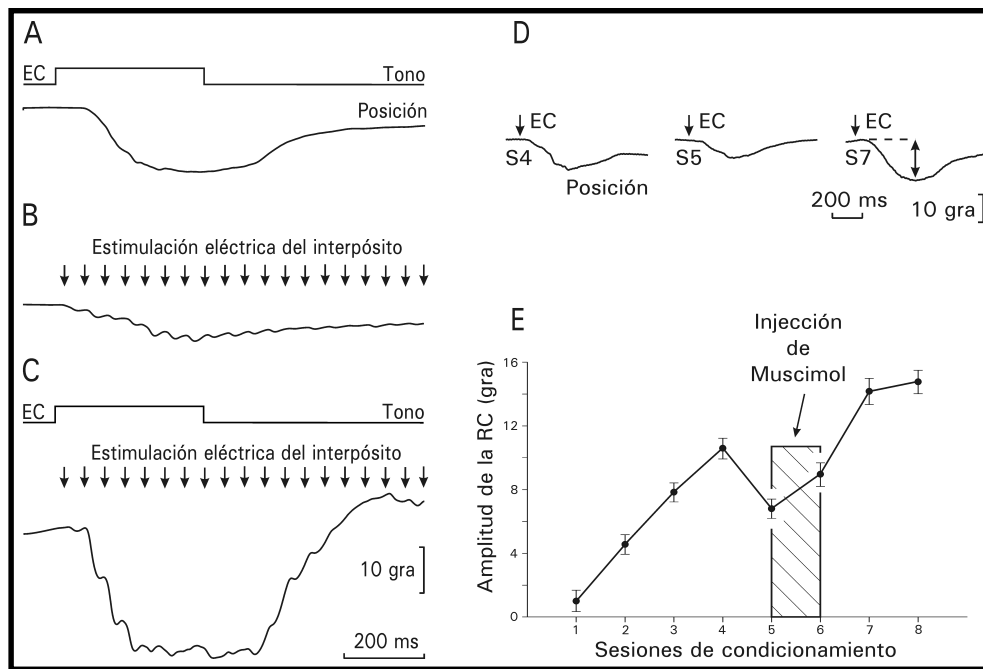 A
EC
Tono
Posición
B
Estimulación eléctrica del interpósito
C
EC
Tono
Estimulación eléctrica del interpósito
10 gra
200 ms
D
EC
EC
EC
S4
S5
S7
Posición
200 ms
10 gra
E
Injección
de
Muscimol
Amplitud de la RC (gra)
16
12
8
4
0
1 2 3 4 5 6 7 8
Sesiones de condicionamiento